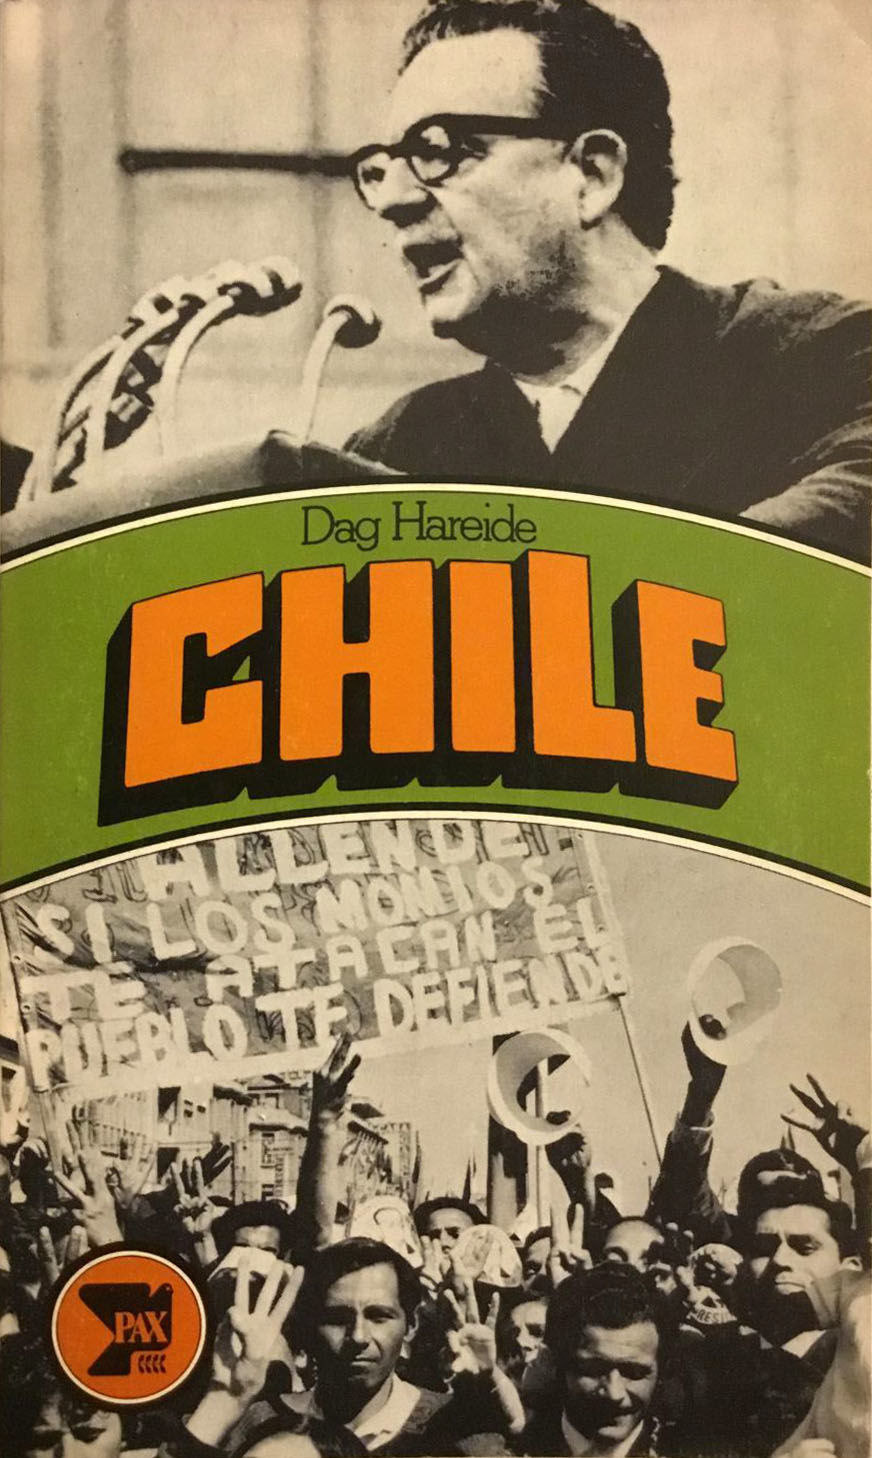 Dag Hareide
CHILE
ALLENDE
SI LOS MOMIOS
TE ATACAN EL
PUEBLO TE DEFIENDE
PAX